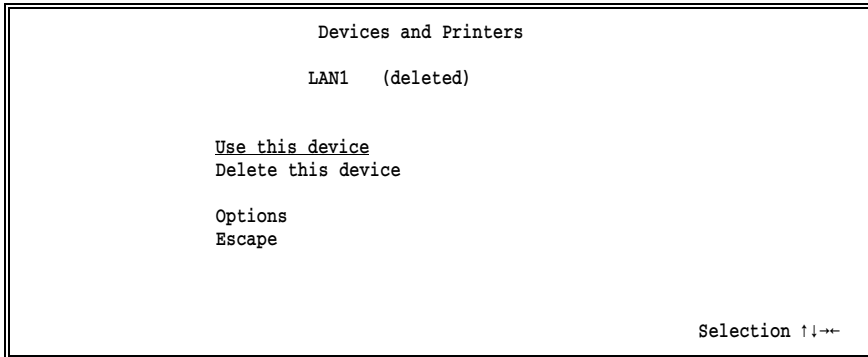 Devices and Printers
LAN1 (deleted)
Use this device
Delete this device
Options
Escape
Selection ↑↓→←